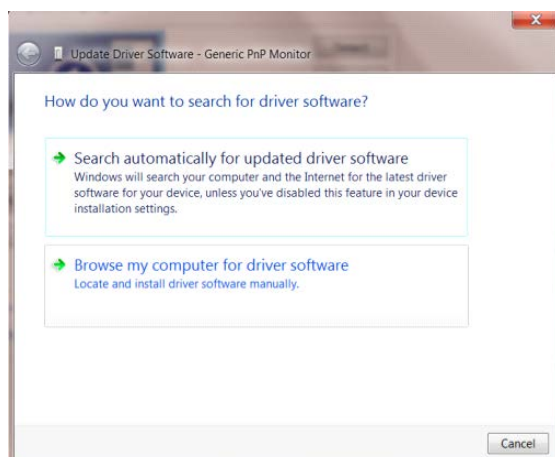 Update Driver Software - Generic PnP Monitor
How do you want to search for driver software?
Search automatically for updated driver software
Windows will search your computer and the Internet for the latest driver
software for your device, unless you've disabled this feature in your device
installation settings.
Browse my computer for driver software
Locate and install driver software manually.
Cancel